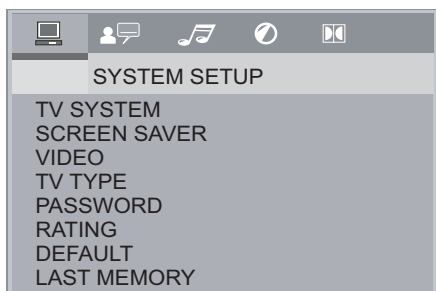 SYSTEM SETUP
TV SYSTEM
SCREEN SAVER
VIDEO
TV TYPE
PASSWORD
RATING
DEFAULT
LAST MEMORY